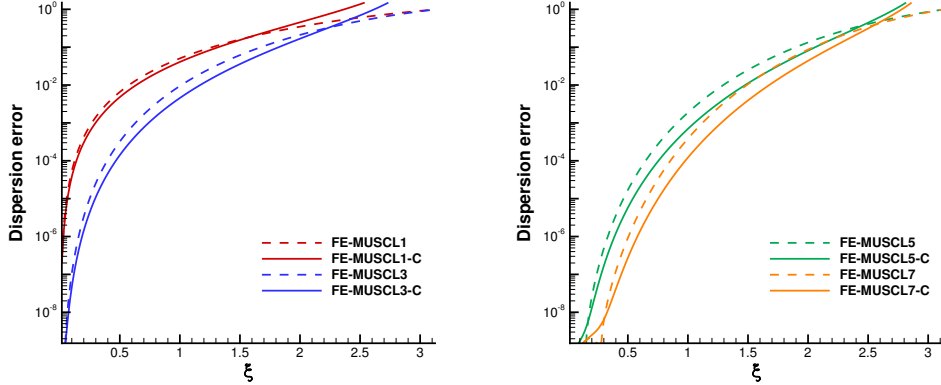 10^0
10^-2
10^-4
10^-6
10^-8
Dispersion error
FE-MUSCL1
FE-MUSCL1-C
FE-MUSCL3
FE-MUSCL3-C
0.5 1 1.5 2 2.5 3
ξ
10^0
10^-2
10^-4
10^-6
10^-8
Dispersion error
FE-MUSCL5
FE-MUSCL5-C
FE-MUSCL7
FE-MUSCL7-C
0.5 1 1.5 2 2.5 3
ξ